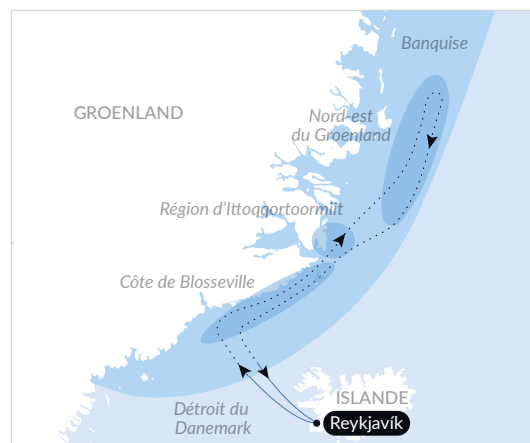 Banquise
GROENLAND
Nord-est
du Groenland
Région d'Ittoqqortoormiit
Côte de Blosseville
ISLANDE
Détroit du
Danemark
Reykjavík